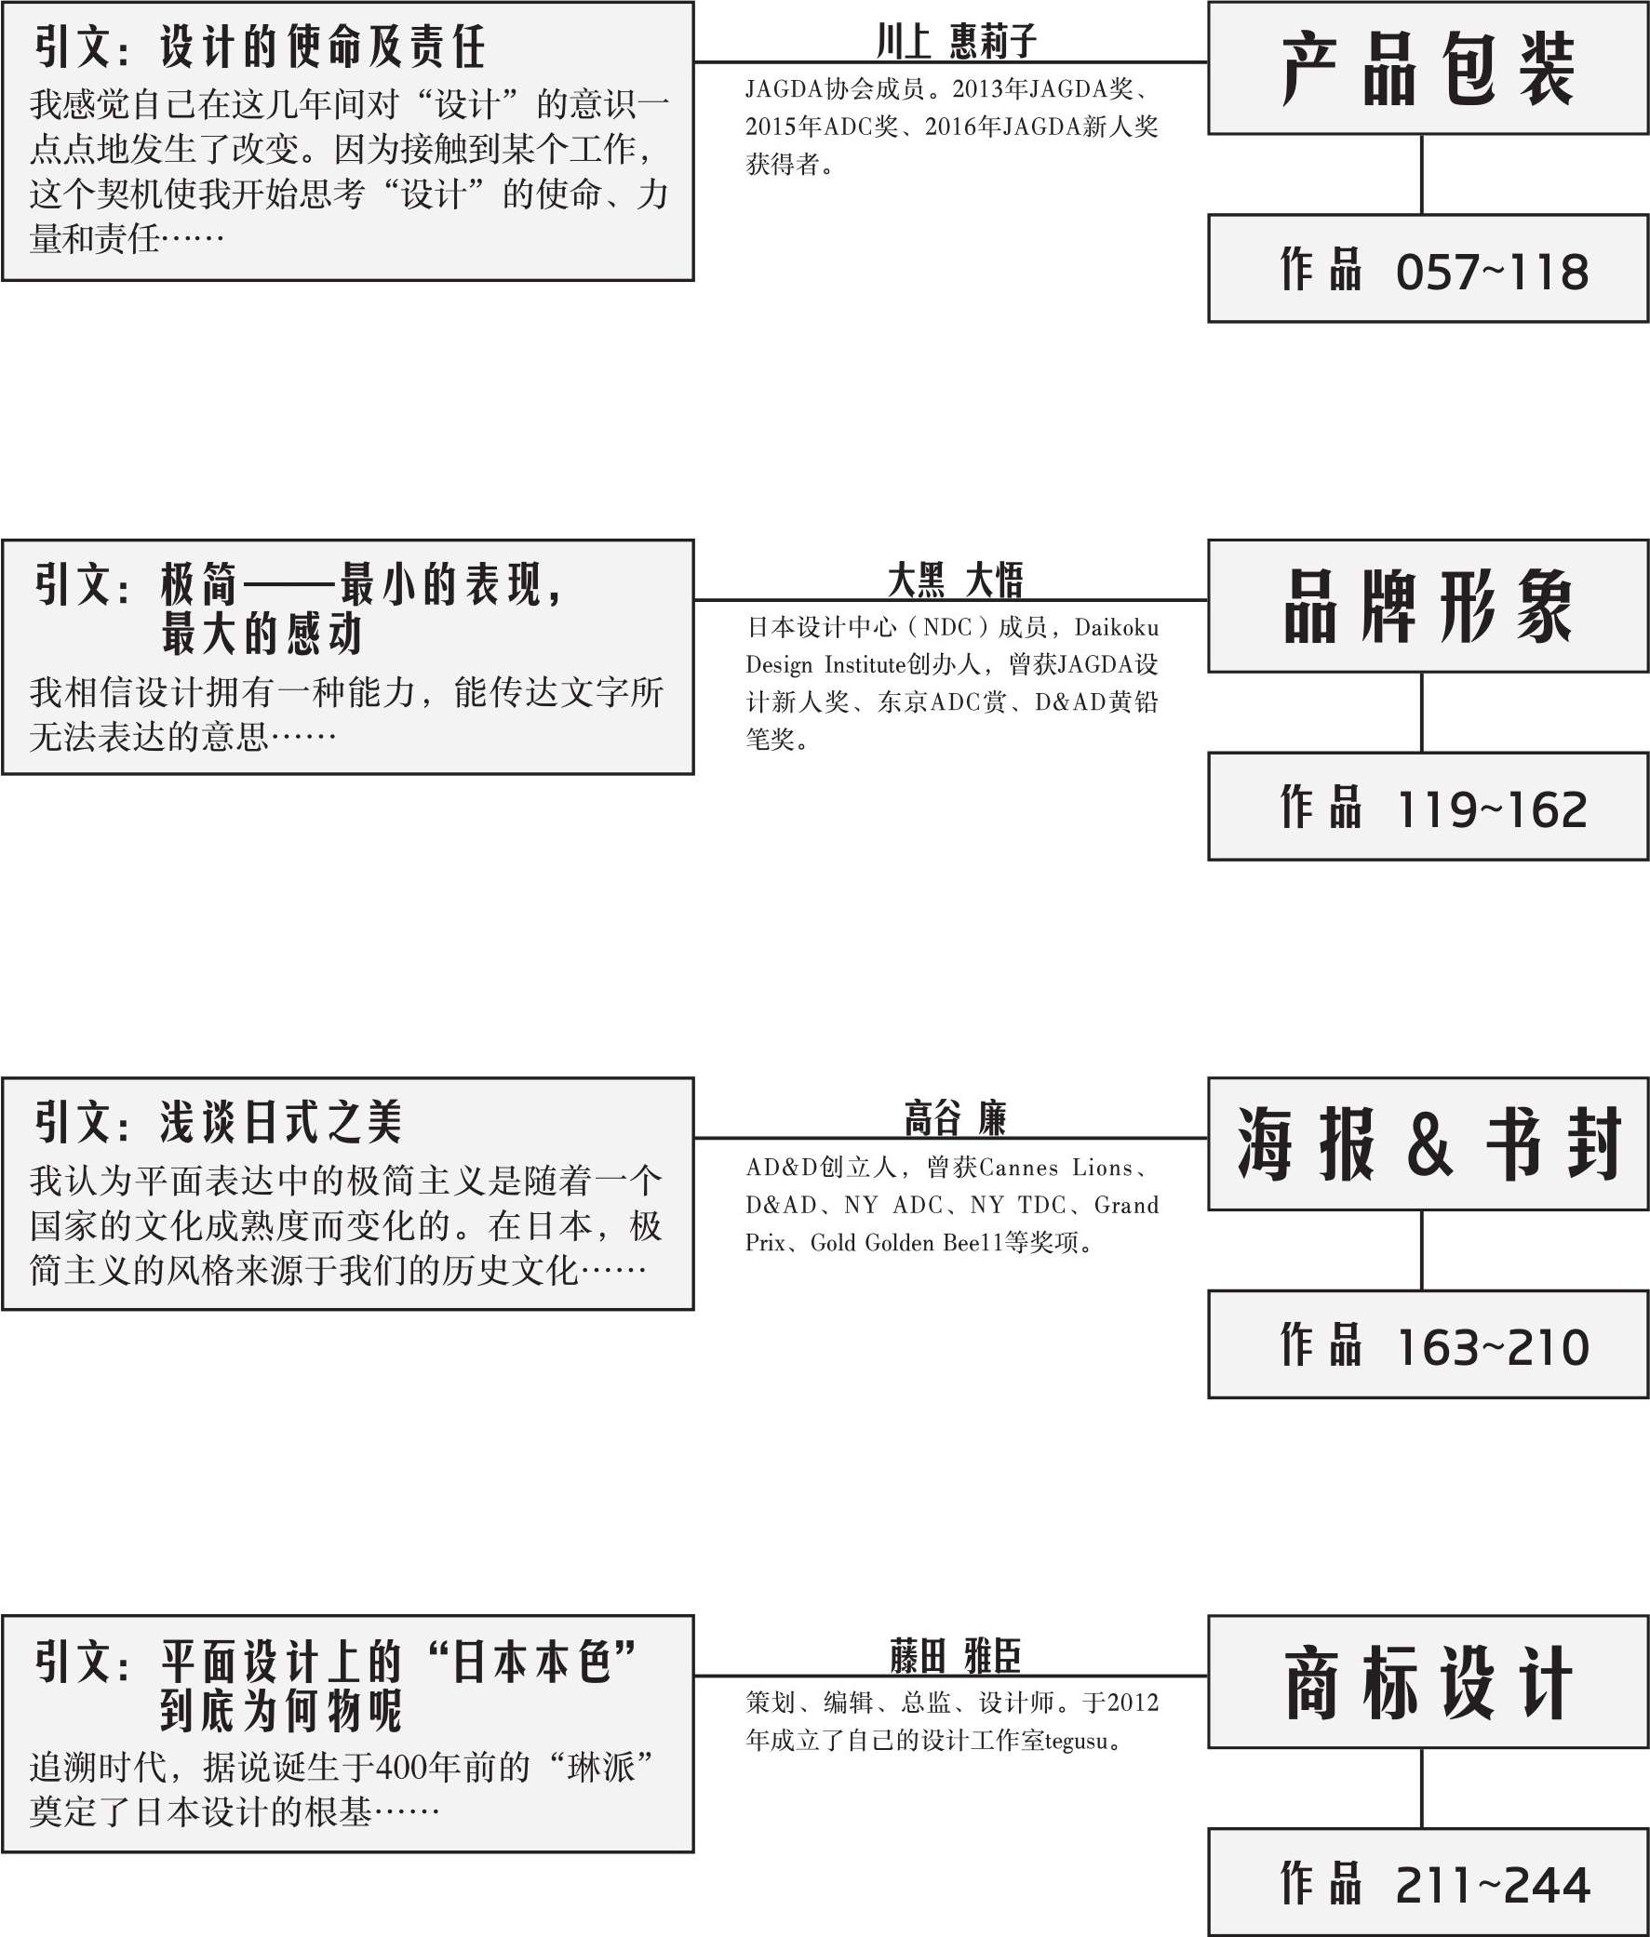 引文：设计的使命及责任
我感觉自己在这几年间对“设计”的意识一
点点地发生了改变。因为接触到某个工作，
这个契机使我开始思考“设计”的使命、力
量和责任……
川上 惠莉子
JAGDA协会成员。2013年JAGDA奖、
2015年ADC奖、2016年JAGDA新人奖
获得者。
产品包装
作品 057~118
引文：极简——最小的表现，
最大的感动
我相信设计拥有一种能力，能传达文字所
无法表达的意思……
大黑 大悟
日本设计中心（NDC）成员，Daikoku
Design Institute创办人，曾获JAGDA设
计新人奖、东京ADC赏、D&AD黄铅
笔奖。
品牌形象
作品 119~162
引文：浅谈日式之美
我认为平面表达中的极简主义是随着一个
国家的文化成熟度而变化的。在日本，极
简主义的风格来源于我们的历史文化……
高谷 廉
AD&D创立人，曾获Cannes Lions、
D&AD、NY ADC、NY TDC、Grand
Prix、Gold Golden Bee11等奖项。
海报&书封
作品 163~210
引文：平面设计上的“日本本色”
到底为何物呢
追溯时代，据说诞生于400年前的“琳派”
奠定了日本设计的根基……
藤田 雅臣
策划、编辑、总监、设计师。于2012
年成立了自己的设计工作室tegusu。
商标设计
作品 211~244